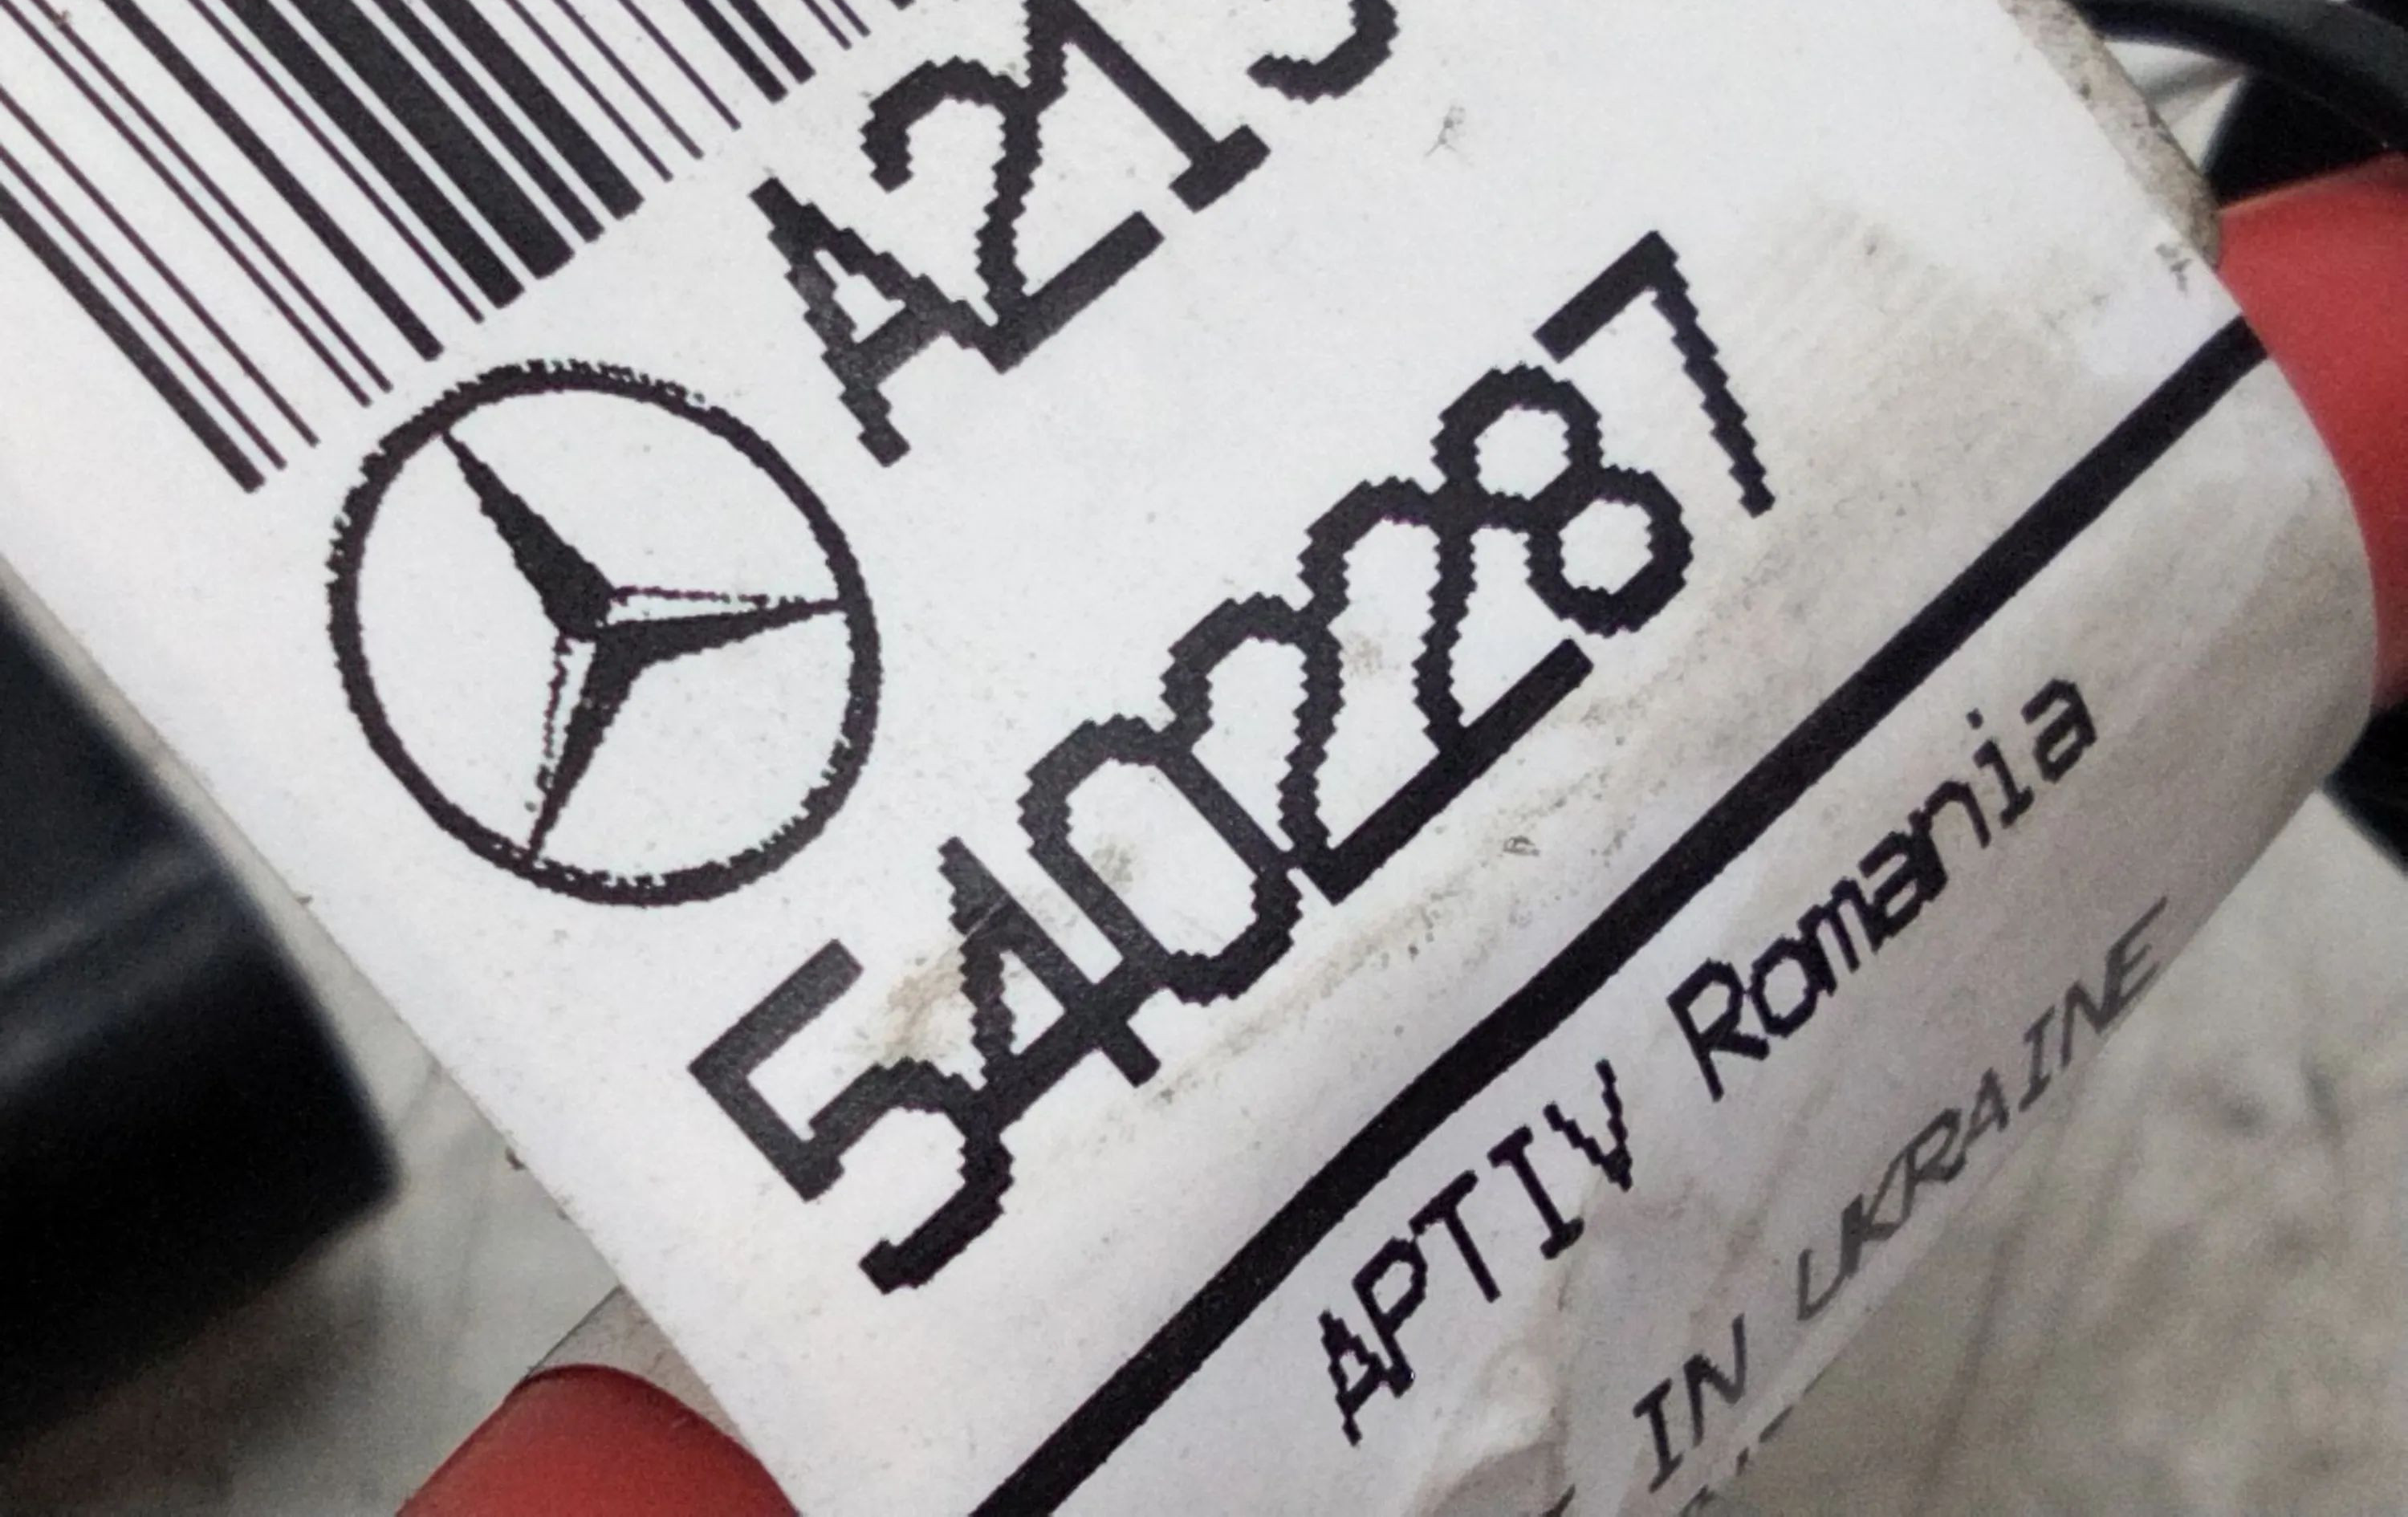 A21
5402287
APTIV Romania
IN UKRAINE